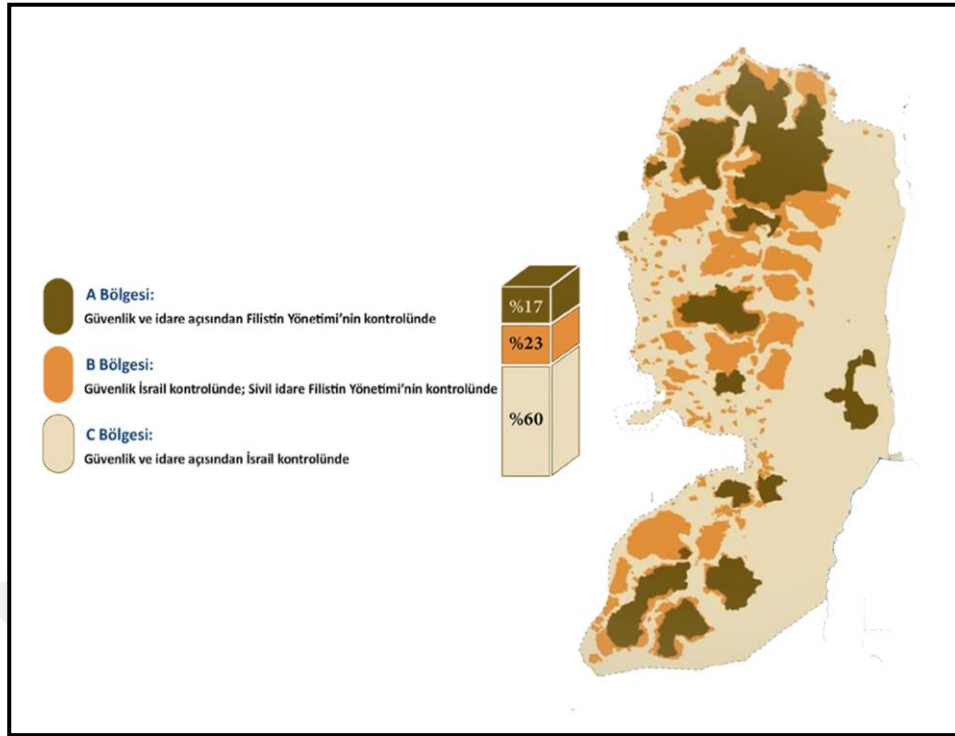 A Bölgesi:
Güvenlik ve idare açısından Filistin Yönetimi'nin kontrolünde
B Bölgesi:
Güvenlik İsrail kontrolünde; Sivil idare Filistin Yönetimi'nin kontrolünde
C Bölgesi:
Güvenlik ve idare açısından İsrail kontrolünde
%17
%23
%60